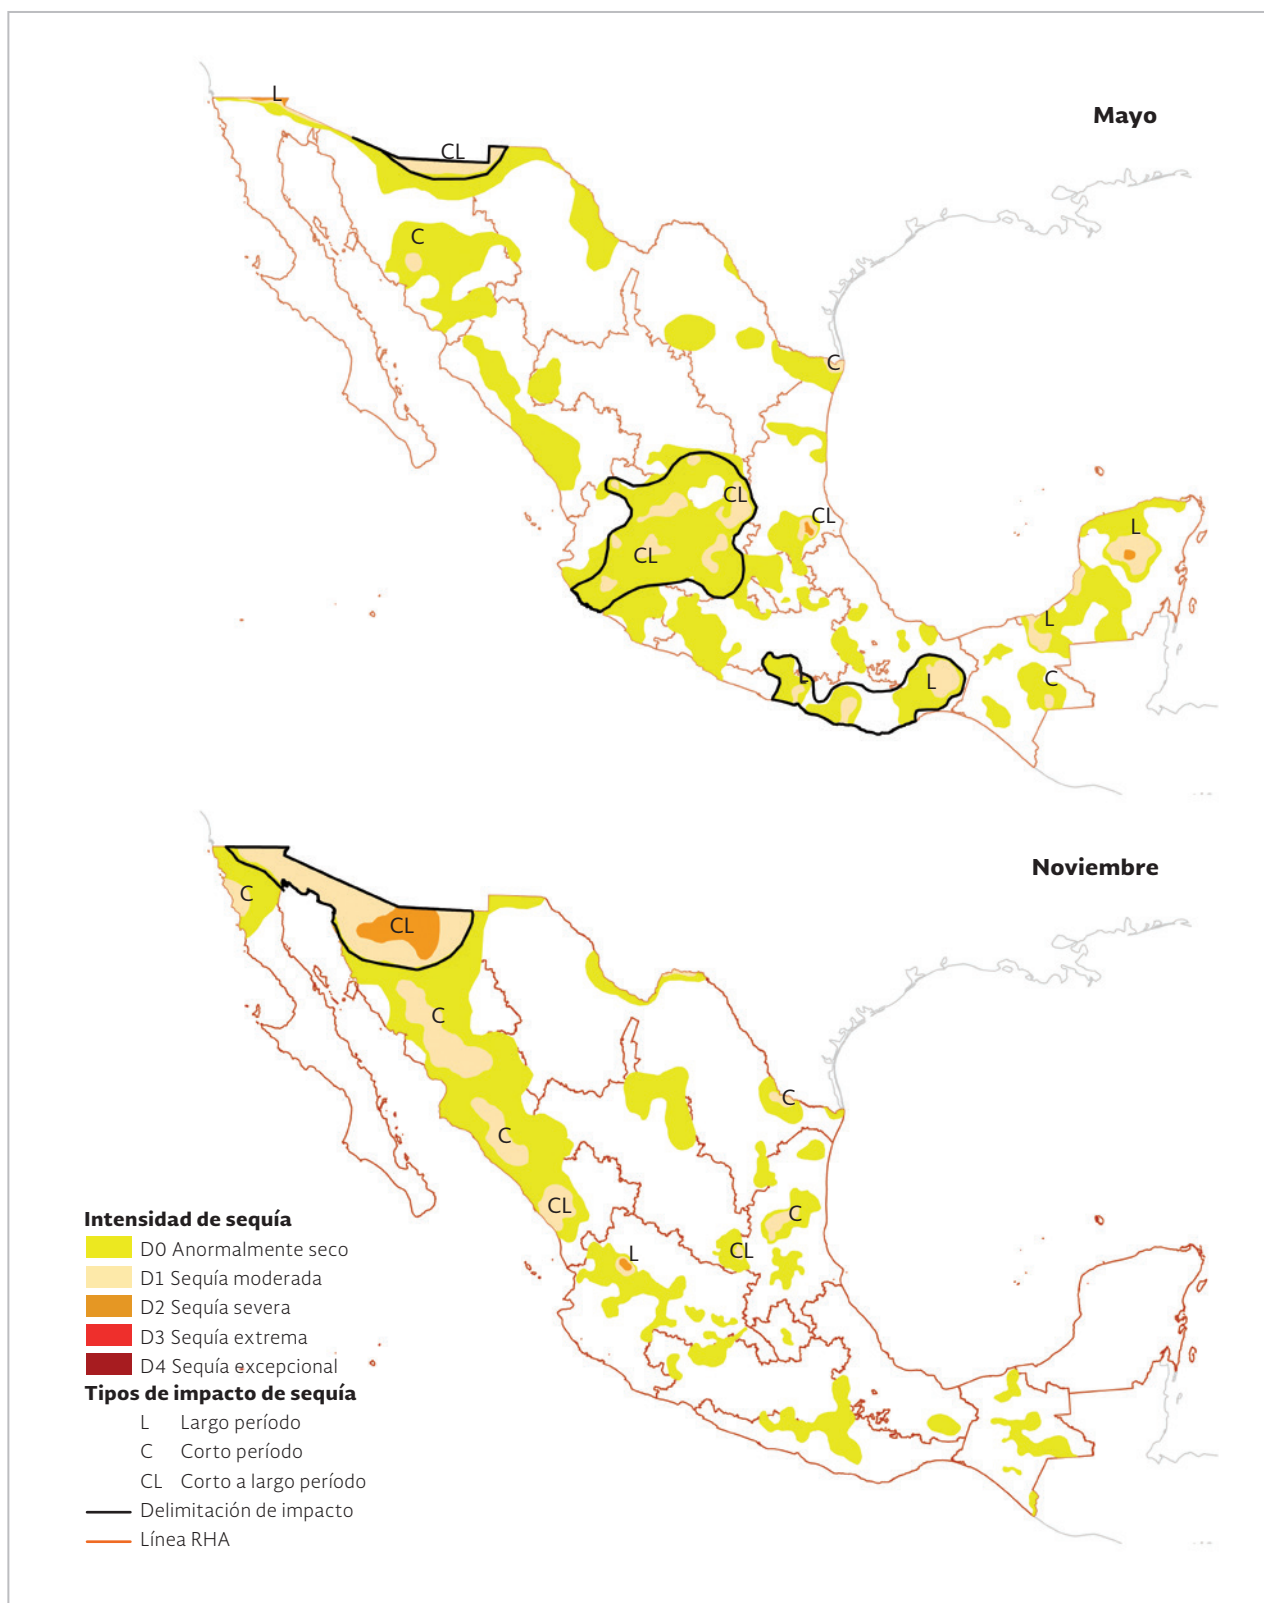 Mayo
L
CL
C
C
CL
CL
CL
L
L
C
L
L
Noviembre
C
CL
C
C
C
CL
C
L
CL
Intensidad de sequía
D0 Anormalmente seco
D1 Sequía moderada
D2 Sequía severa
D3 Sequía extrema
D4 Sequía excepcional
Tipos de impacto de sequía
L Largo período
C Corto período
CL Corto a largo período
Delimitación de impacto
Línea RHA